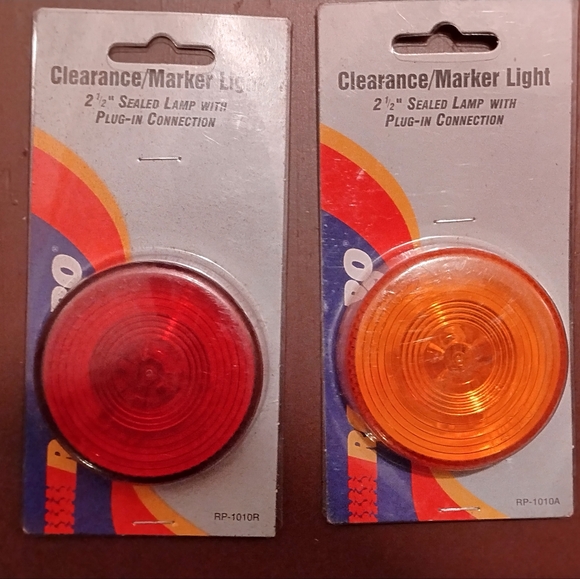 Clearance/Marker Light
2 1/2" SEALED LAMP WITH
PLUG-IN CONNECTION
RP-1010R
Clearance/Marker Light
2 1/2" SEALED LAMP WITH
PLUG-IN CONNECTION
RP-1010A